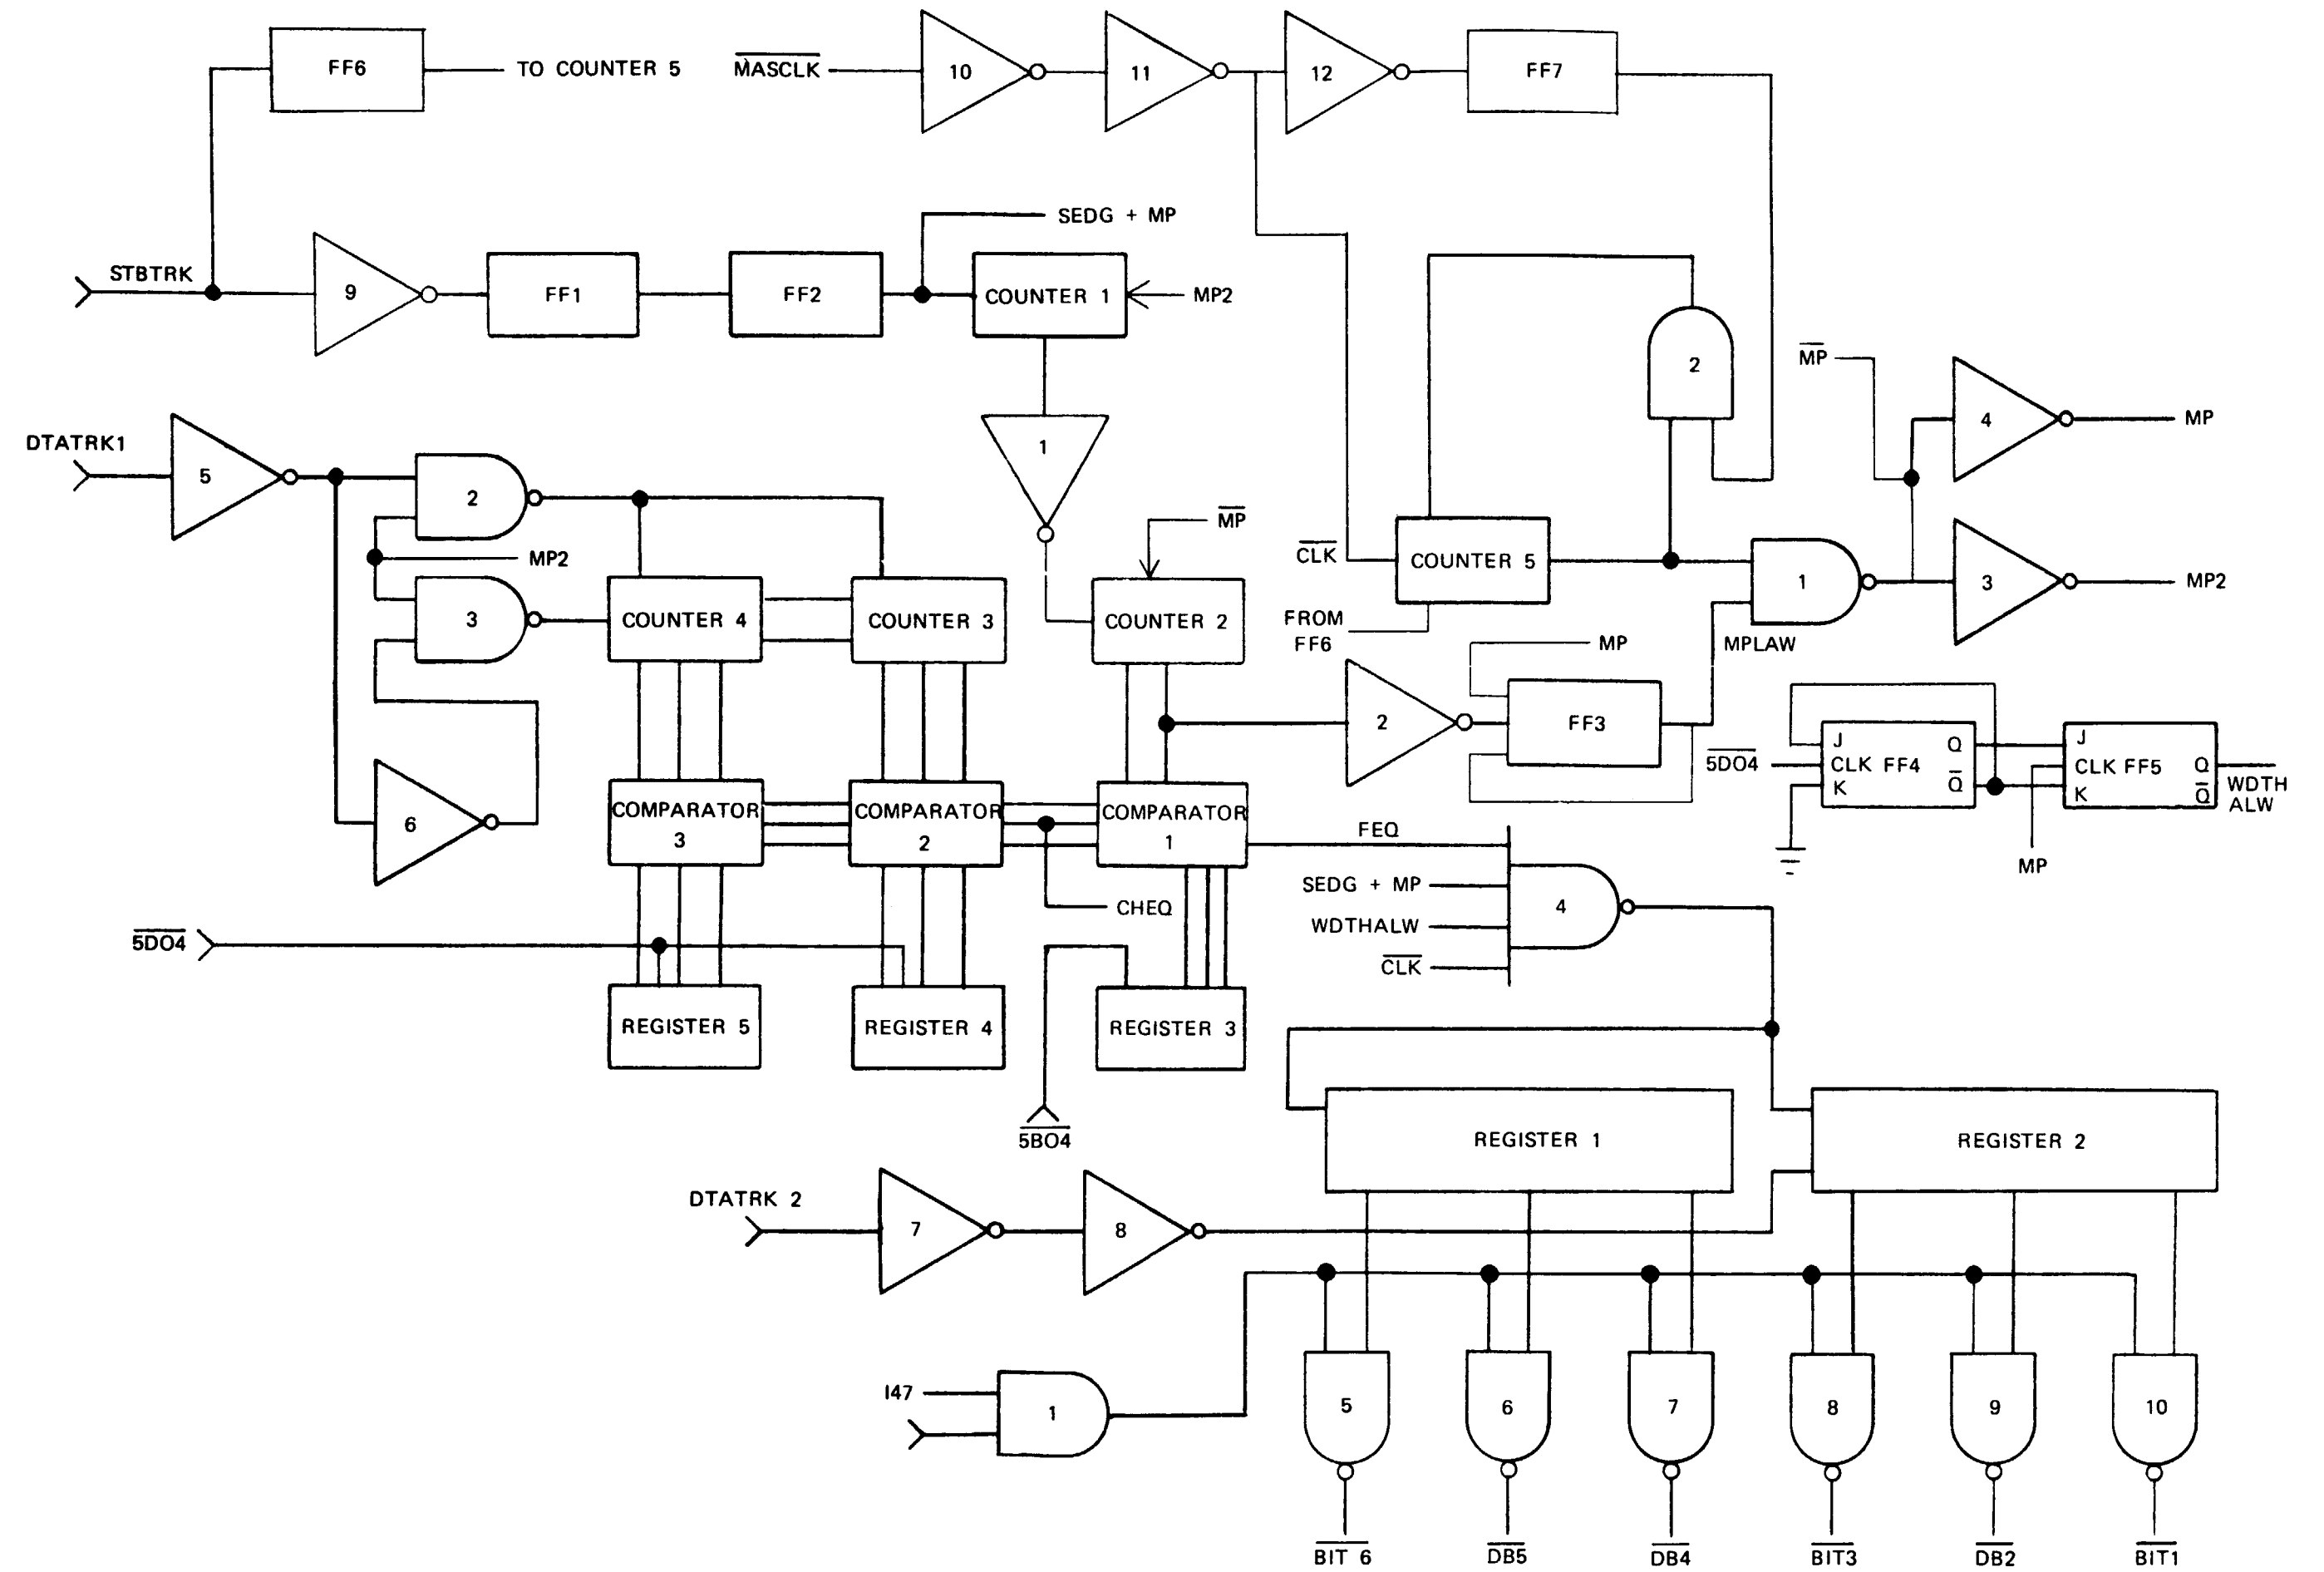 FF6
TO COUNTER 5
MASCLK
10
11
12
FF7
SEDG + MP
STBTRK
9
FF1
FF2
COUNTER 1
MP2
2
MP
4
MP
DTATRK1
5
2
1
MP2
MP
CLK
COUNTER 5
1
3
MP2
3
COUNTER 4
COUNTER 3
COUNTER 2
FROM
FF6
MP
MPLAW
2
FF3
5DO4
J
CLK FF4
K
Q
Q
J
CLK FF5
K
Q
Q
WDTH
ALW
MP
6
COMPARATOR
3
COMPARATOR
2
COMPARATOR
1
FEQ
SEDG + MP
WDTHALW
CLK
4
CHEQ
5DO4
REGISTER 5
REGISTER 4
REGISTER 3
5BO4
REGISTER 1
REGISTER 2
DTATRK 2
7
8
I47
1
5
6
7
8
9
10
BIT 6
DB5
DB4
BIT3
DB2
BIT1